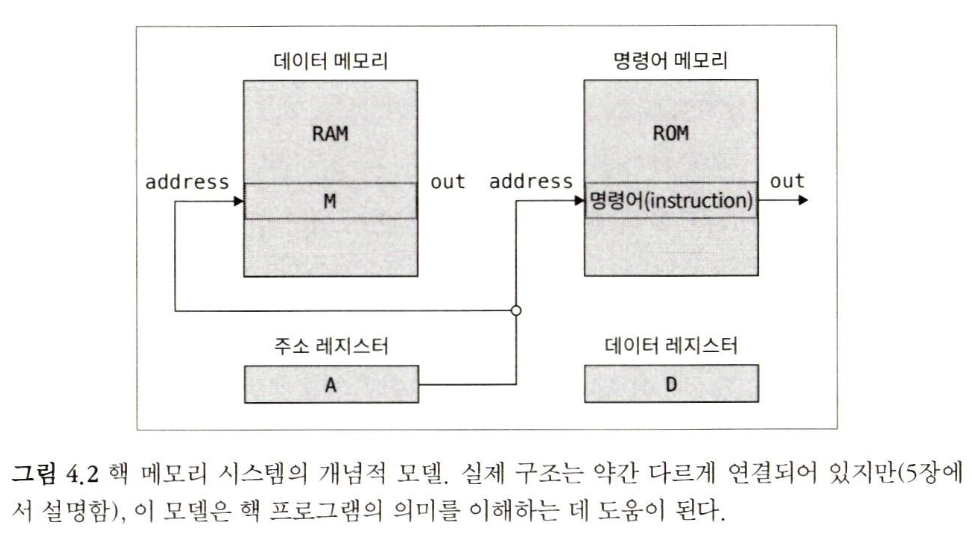 데이터 메모리
명령어 메모리
RAM
ROM
address
M
out
address
명령어(instruction)
out
주소 레지스터
데이터 레지스터
A
D
그림 4.2 핵 메모리 시스템의 개념적 모델. 실제 구조는 약간 다르게 연결되어 있지만(5장에
서 설명함), 이 모델은 핵 프로그램의 의미를 이해하는 데 도움이 된다.